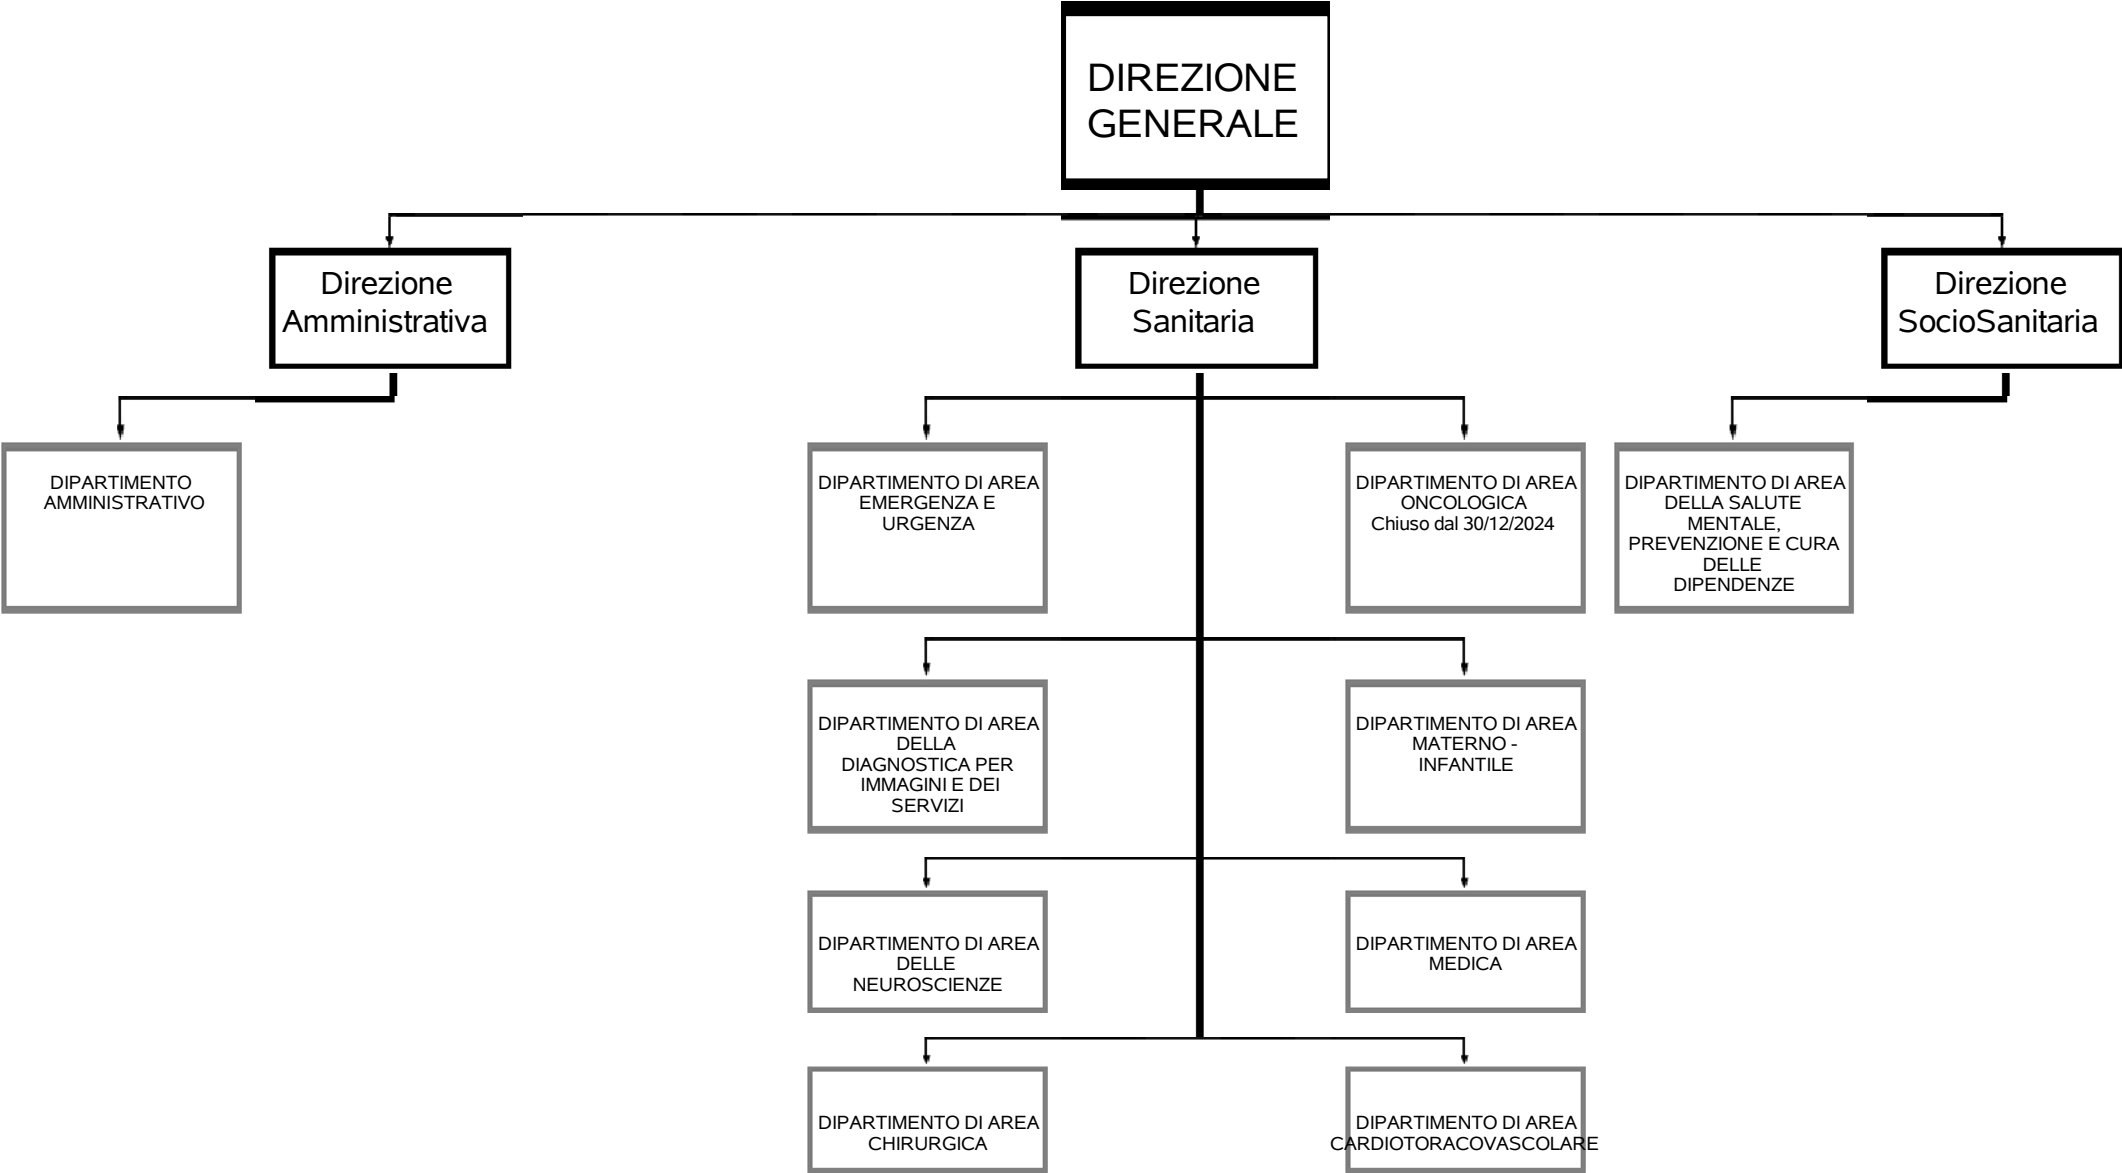 DIREZIONE
GENERALE
Direzione
Amministrativa
Direzione
Sanitaria
Direzione
SocioSanitaria
DIPARTIMENTO
AMMINISTRATIVO
DIPARTIMENTO DI AREA
EMERGENZA E
URGENZA
DIPARTIMENTO DI AREA
ONCOLOGICA
Chiuso dal 30/12/2024
DIPARTIMENTO DI AREA
DELLA SALUTE
MENTALE,
PREVENZIONE E CURA
DELLE
DIPENDENZE
DIPARTIMENTO DI AREA
DELLA
DIAGNOSTICA PER
IMMAGINI E DEI
SERVIZI
DIPARTIMENTO DI AREA
MATERNO -
INFANTILE
DIPARTIMENTO DI AREA
DELLE
NEUROSCIENZE
DIPARTIMENTO DI AREA
MEDICA
DIPARTIMENTO DI AREA
CHIRURGICA
DIPARTIMENTO DI AREA
CARDIOTORACOVASCOLARE